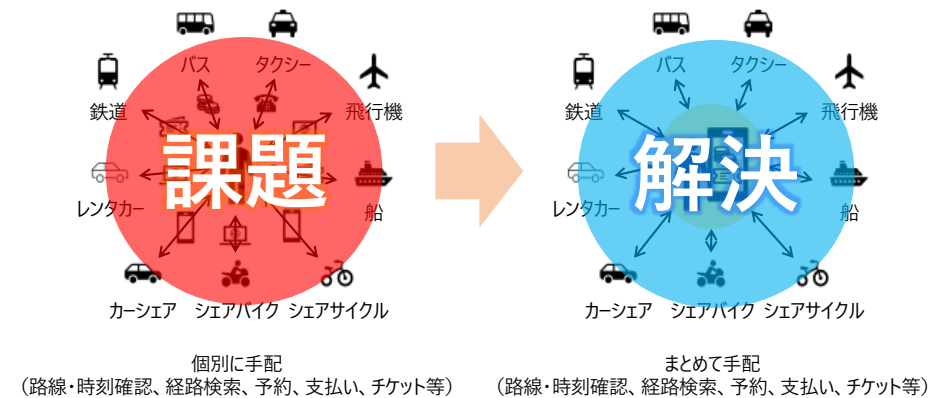 バス タクシー
鉄道 飛行機
課題
レンタカー 船
カーシェア シェアバイク シェアサイクル
個別に手配
（路線・時刻確認、経路検索、予約、支払い、チケット等）
バス タクシー
鉄道 飛行機
解決
レンタカー 船
カーシェア シェアバイク シェアサイクル
まとめて手配
（路線・時刻確認、経路検索、予約、支払い、チケット等）